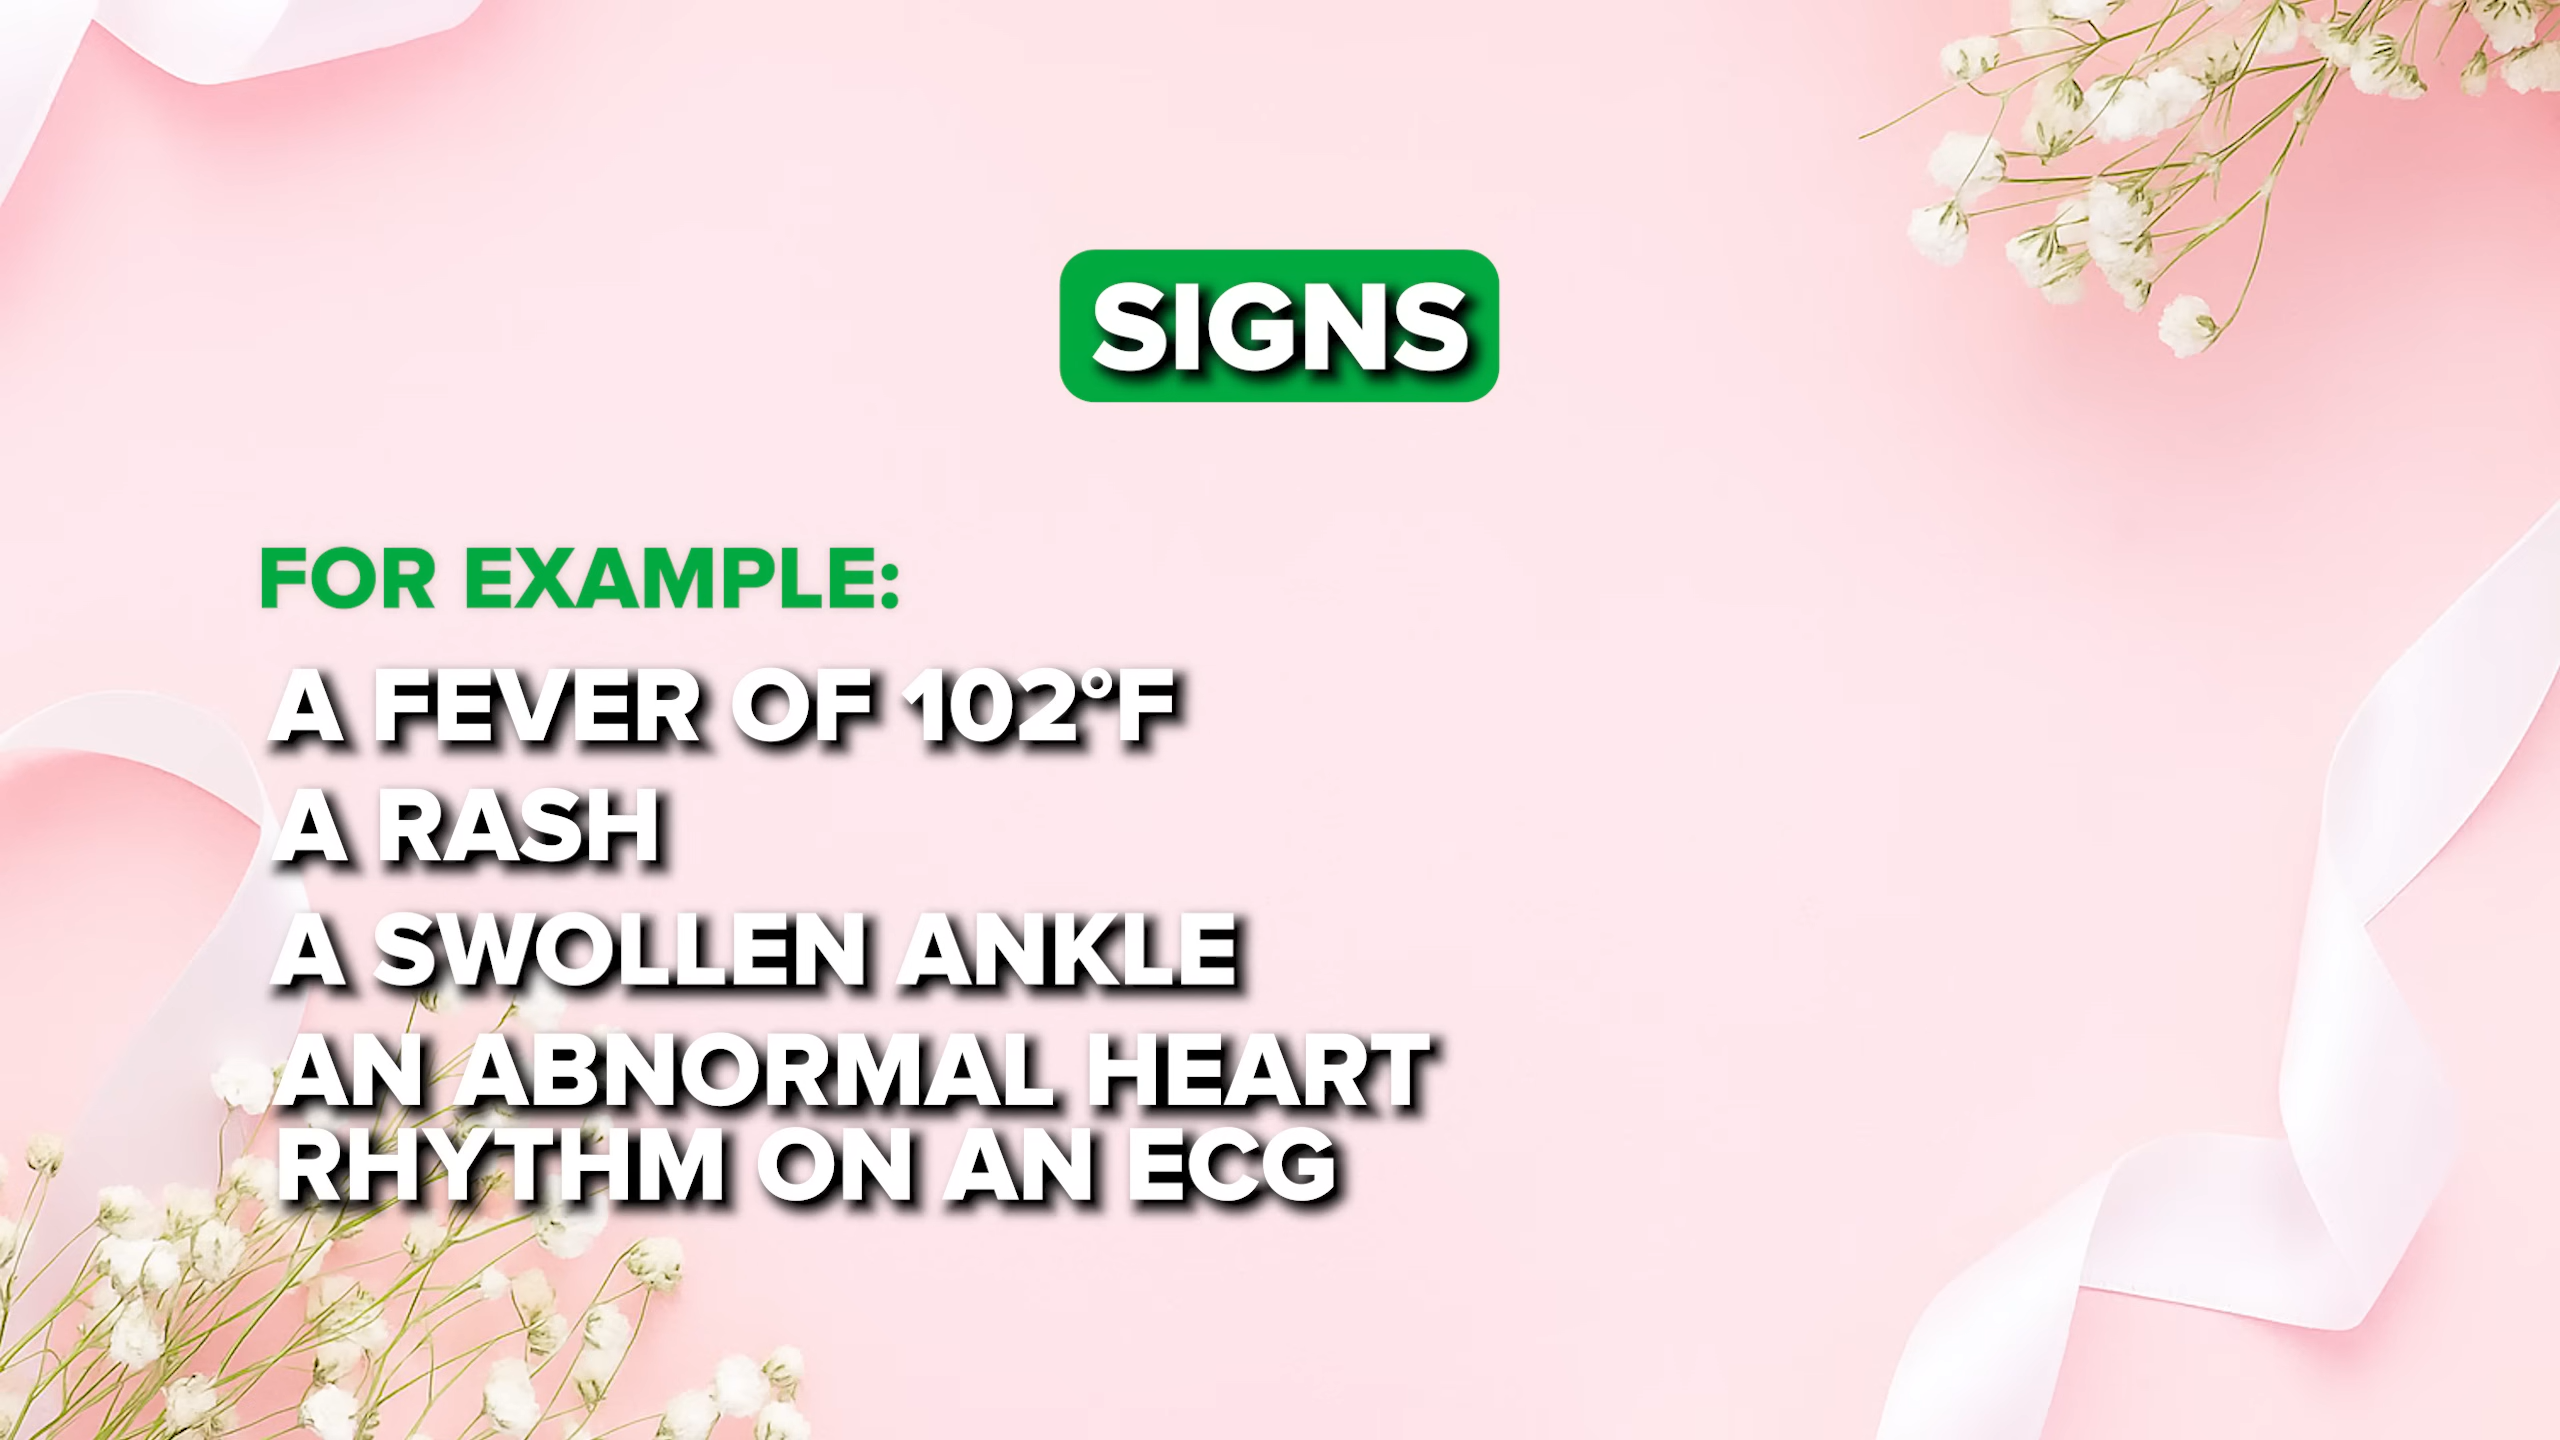 SIGNS
FOR EXAMPLE:
A FEVER OF 102°F
A RASH
A SWOLLEN ANKLE
AN ABNORMAL HEART
RHYTHM ON AN ECG